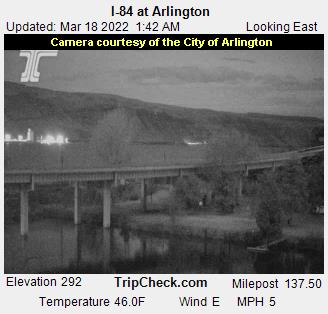 I-84 at Arlington
Updated: Mar 18 2022 1:42 AM Looking East
Camera courtesy of the City of Arlington
Elevation 292 TripCheck.com Milepost 137.50
Temperature 46.0F Wind E MPH 5